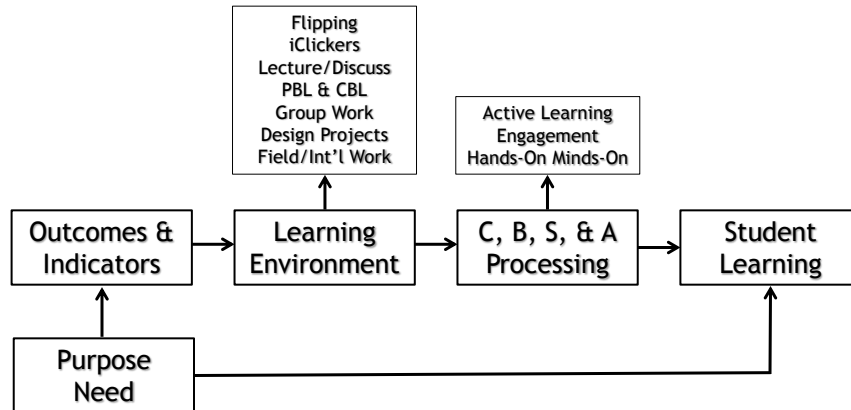 Flipping
iClickers
Lecture/Discuss
PBL & CBL
Group Work
Design Projects
Field/Int'l Work
Active Learning
Engagement
Hands-On Minds-On
Outcomes &
Indicators
Learning
Environment
C, B, S, & A
Processing
Student
Learning
Purpose
Need